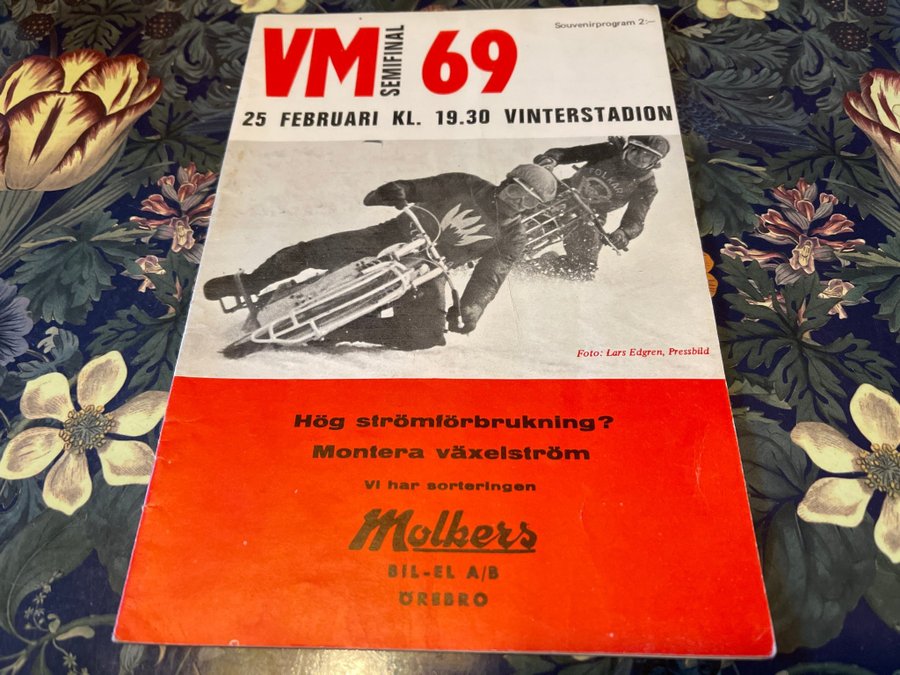 Souvenirprogram 2:—
VM SEMIFINAL 69
25 FEBRUARI KL. 19.30 VINTERSTADION
Foto: Lars Edgren, Pressbild
Hög strömförbrukning?
Montera växelström
Vi har sorteringen
Molkers
BIL-EL A/B
ÖREBRO